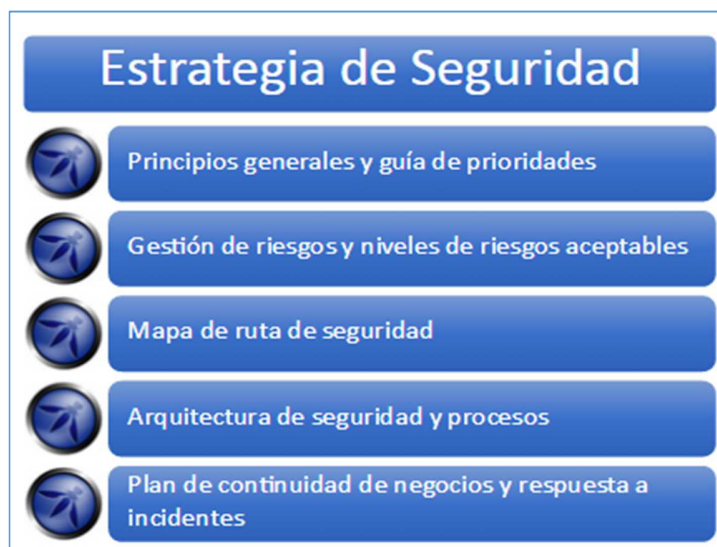 Estrategia de Seguridad
Principios generales y guía de prioridades
Gestión de riesgos y niveles de riesgos aceptables
Mapa de ruta de seguridad
Arquitectura de seguridad y procesos
Plan de continuidad de negocios y respuesta a
incidentes